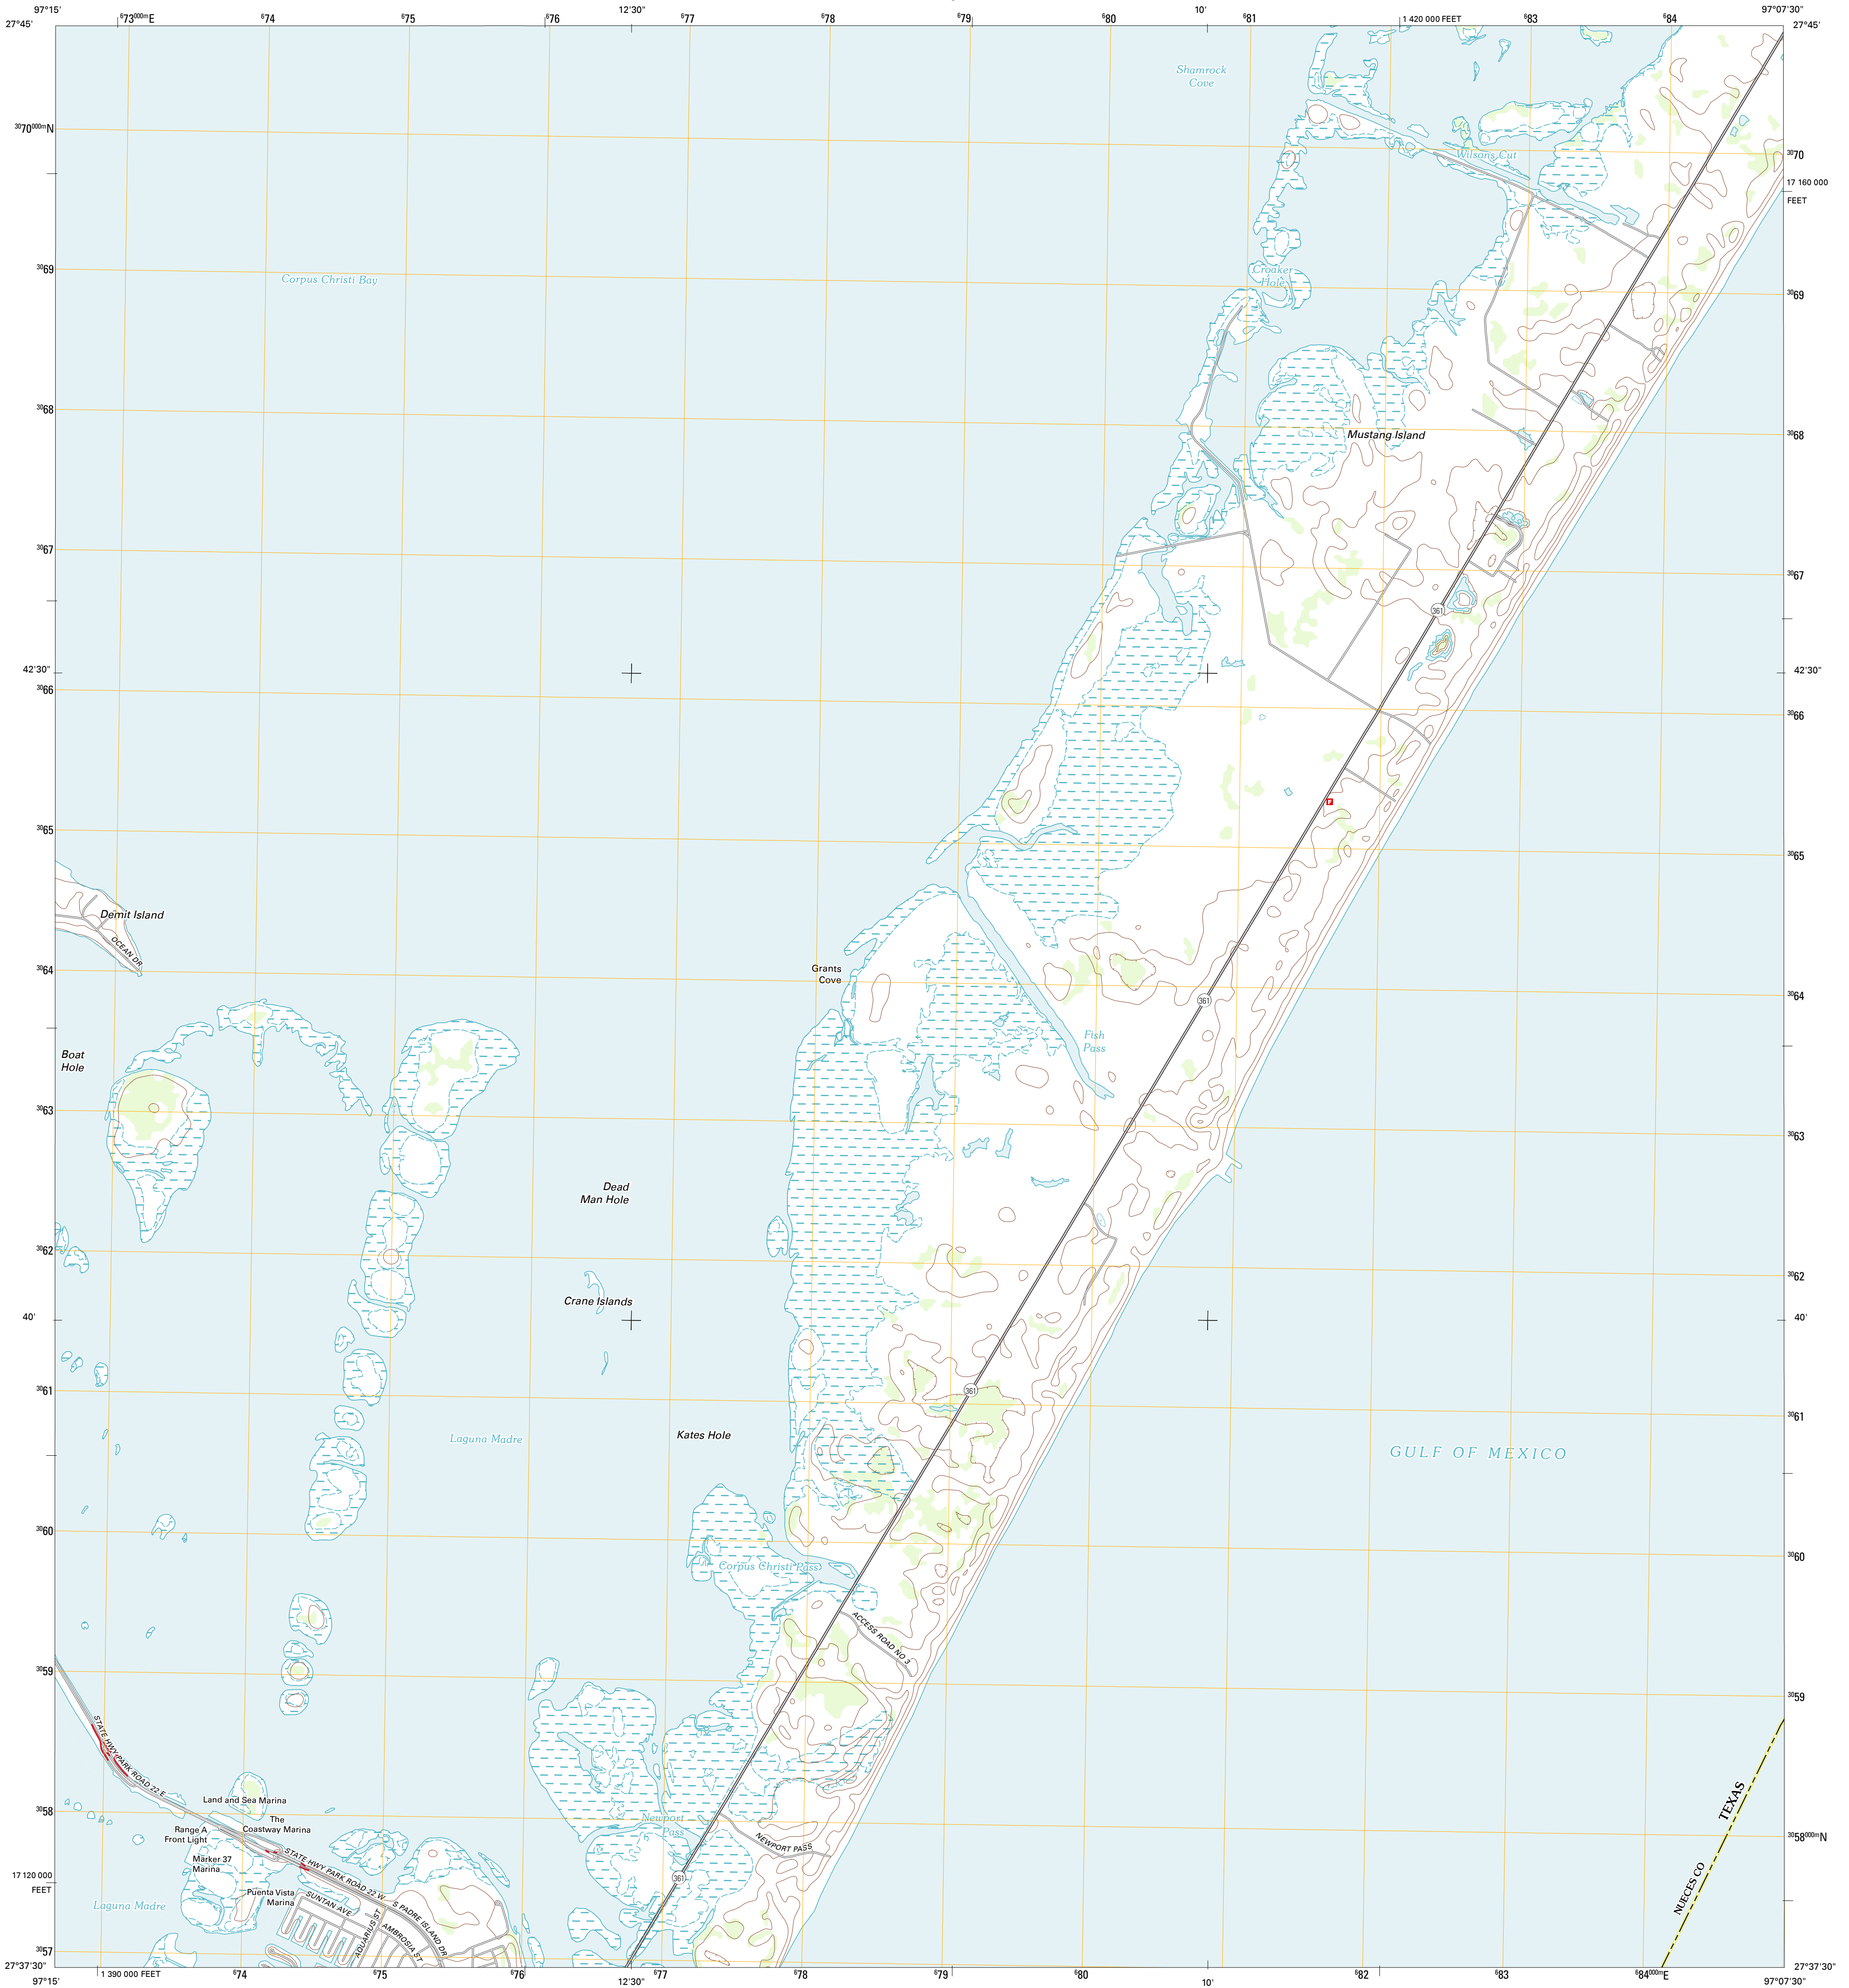 97°15'
⁶73⁰⁰⁰ᵐE
⁶74
⁶75
⁶76
12'30"
⁶77
⁶78
⁶79
⁶80
10'
⁶81
1 420 000 FEET
⁶83
⁶84
97°07'30"
27°45'
27°45'
Shamrock
Cove
³⁰70⁰⁰⁰ᵐN
Wilsons Cut
³⁰70
17 160 000
FEET
³⁰69
Corpus Christi Bay
Croaker
Hole
³⁰69
³⁰68
Mustang Island
³⁰68
³⁰67
³⁰67
361
42'30"
42'30"
³⁰66
³⁰66
F
³⁰65
³⁰65
Demit Island
OCEAN DR
³⁰64
Grants
Cove
361
³⁰64
Boat
Hole
Fish
Pass
³⁰63
³⁰63
Dead
Man Hole
³⁰62
³⁰62
Crane Islands
40'
40'
³⁰61
361
³⁰61
Laguna Madre
Kates Hole
GULF OF MEXICO
³⁰60
³⁰60
Corpus Christi Pass
ACCESS ROAD NO 3
³⁰59
³⁰59
STATE HWY PARK ROAD 22 E
Land and Sea Marina
TEXAS
³⁰58
The
Coastway Marina
Range A
Front Light
Newport
Pass
NEWPORT PASS
³⁰58⁰⁰⁰ᵐN
STATE HWY PARK ROAD 22 W
Marker 37
Marina
17 120 000
FEET
361
NUECES CO
Puenta Vista
Marina
SUNTAN AVE
Laguna Madre
S PADRE ISLAND DR
AQUARIUS ST
AMBROSIA ST
³⁰57
27°37'30"
27°37'30"
97°15'
1 390 000 FEET
⁶74
⁶75
⁶76
12'30"
⁶77
⁶78
⁶79
⁶80
10'
⁶82
⁶83
⁶84⁰⁰⁰ᵐE
97°07'30"